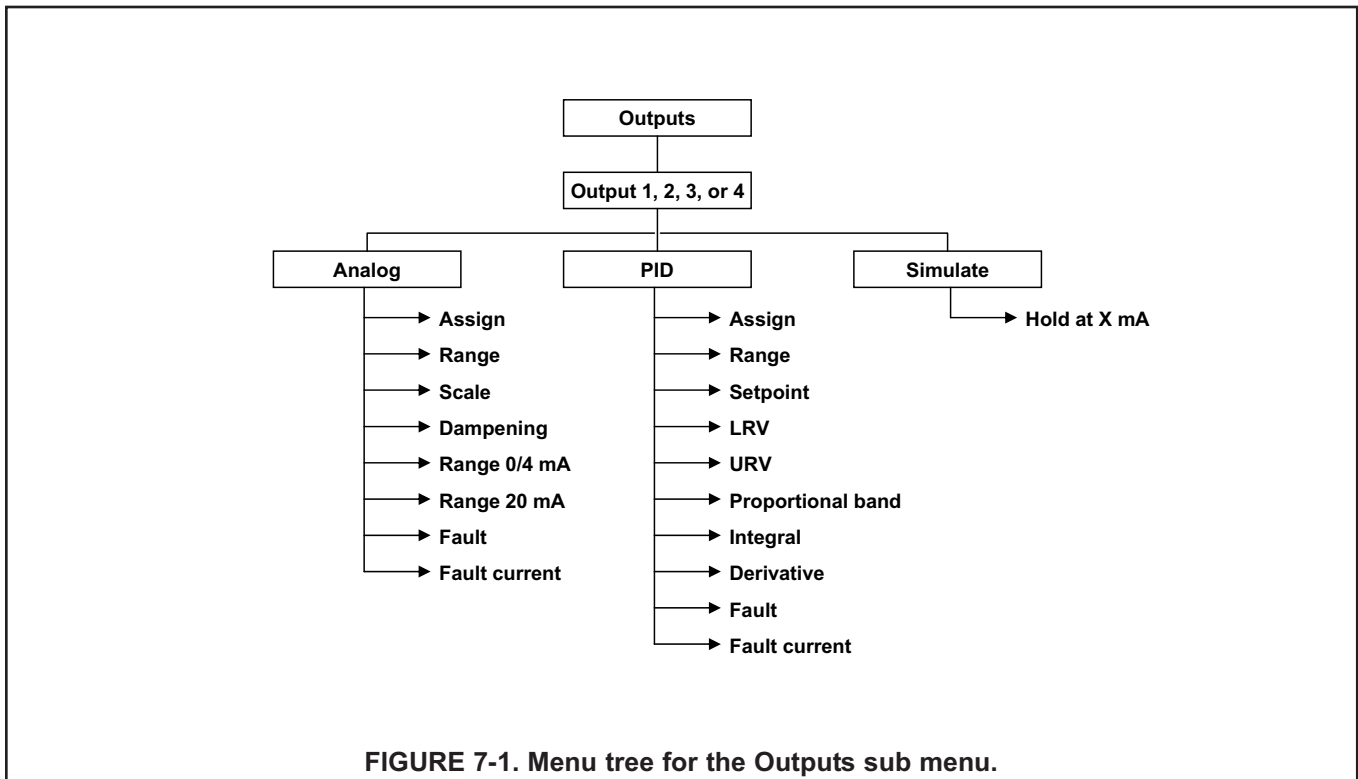 Outputs
Output 1, 2, 3, or 4
Analog
PID
Simulate
Assign
Range
Scale
Dampening
Range 0/4 mA
Range 20 mA
Fault
Fault current
Assign
Range
Setpoint
LRV
URV
Proportional band
Integral
Derivative
Fault
Fault current
Hold at X mA
FIGURE 7-1. Menu tree for the Outputs sub menu.